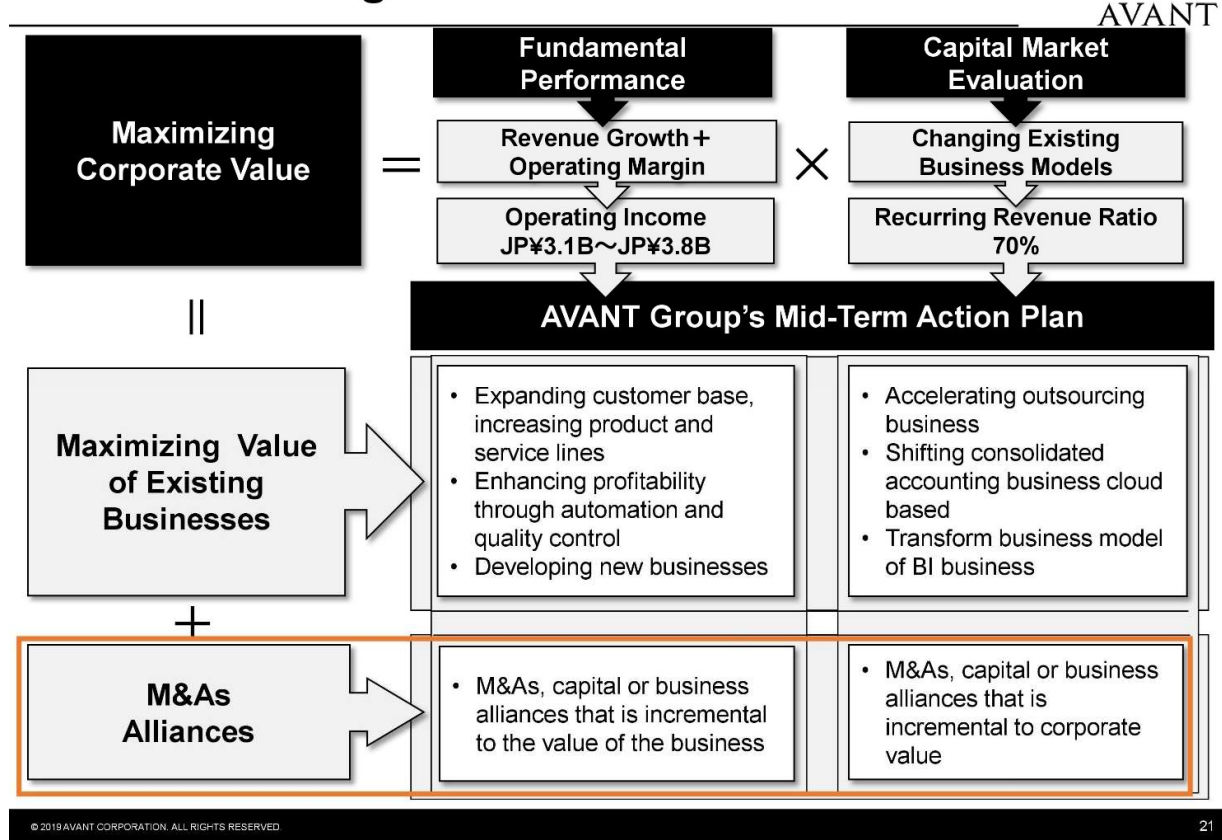 AVANT
Fundamental
Performance
Capital Market
Evaluation
Maximizing
Corporate Value
=
Revenue Growth+
Operating Margin
×
Changing Existing
Business Models
Operating Income
JP¥3.1B～JP¥3.8B
Recurring Revenue Ratio
70%
||
AVANT Group's Mid-Term Action Plan
Maximizing Value
of Existing
Businesses
• Expanding customer base,
increasing product and
service lines
• Enhancing profitability
through automation and
quality control
• Developing new businesses
• Accelerating outsourcing
business
• Shifting consolidated
accounting business cloud
based
• Transform business model
of BI business
+
M&As
Alliances
• M&As, capital or business
alliances that is incremental
to the value of the business
• M&As, capital or business
alliances that is
incremental to corporate
value
© 2019 AVANT CORPORATION. ALL RIGHTS RESERVED.
21